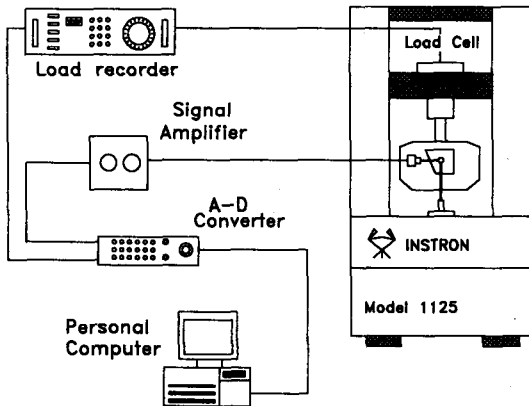 Load Cell
Load recorder
Signal
Amplifier
A-D
Converter
INSTRON
Model 1125
Personal
Computer